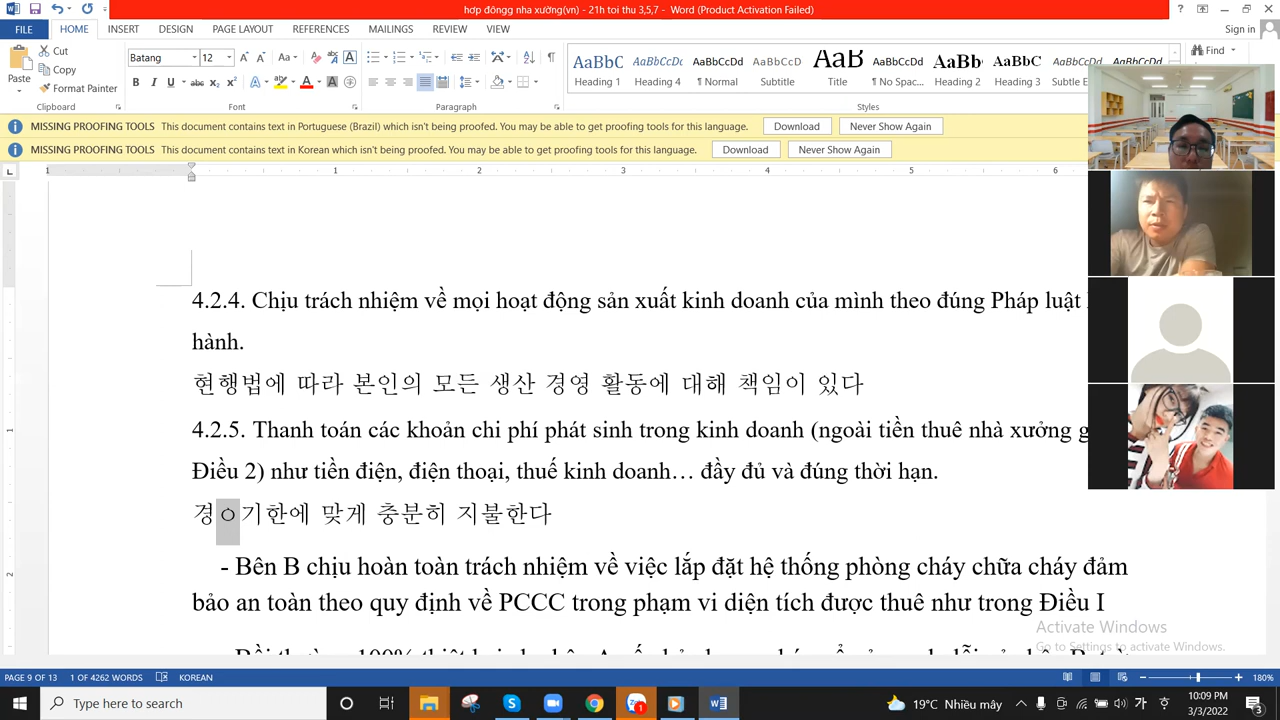 hợp đôngg nha xưởng(vn) - 21h toi thu 3,5,7 - Word (Product Activation Failed)
FILE HOME INSERT DESIGN PAGE LAYOUT REFERENCES MAILINGS REVIEW VIEW Sign in
Cut
Copy
Format Painter
Paste
Batang 12
AaBbC AaBbCc AaBbCcDd AaBbCcD AaB AaBbCcDd AaBbC AaBbC AaBbCcDd AaBbCcDd
Heading 1 Heading 4 ¶ Normal Strong Title ¶ No Spac... Heading 2 Heading 3 Subtle E
Find
Clipboard Font Paragraph Styles
MISSING PROOFING TOOLS This document contains text in Portuguese (Brazil) which isn't being proofed. You may be able to get proofing tools for this language. Download Never Show Again
MISSING PROOFING TOOLS This document contains text in Korean which isn't being proofed. You may be able to get proofing tools for this language. Download Never Show Again
1 1 2 3 4 5 6
4.2.4. Chịu trách nhiệm về mọi hoạt động sản xuất kinh doanh của mình theo đúng Pháp luật
hành.
현행법에 따라 본인의 모든 생산 경영 활동에 대해 책임이 있다
4.2.5. Thanh toán các khoản chi phí phát sinh trong kinh doanh (ngoài tiền thuê nhà xưởng
Điều 2) như tiền điện, điện thoại, thuế kinh doanh… đầy đủ và đúng thời hạn.
경ㅇ기한에 맞게 충분히 지불한다
- Bên B chịu hoàn toàn trách nhiệm về việc lắp đặt hệ thống phòng cháy chữa cháy đảm
bảo an toàn theo quy định về PCCC trong phạm vi diện tích được thuê như trong Điều I
Activate Windows
Go to Settings to activate Windows.
PAGE 9 OF 13 1 OF 4262 WORDS KOREAN 180%
Type here to search
19°C Nhiều mây
10:09 PM
3/3/2022